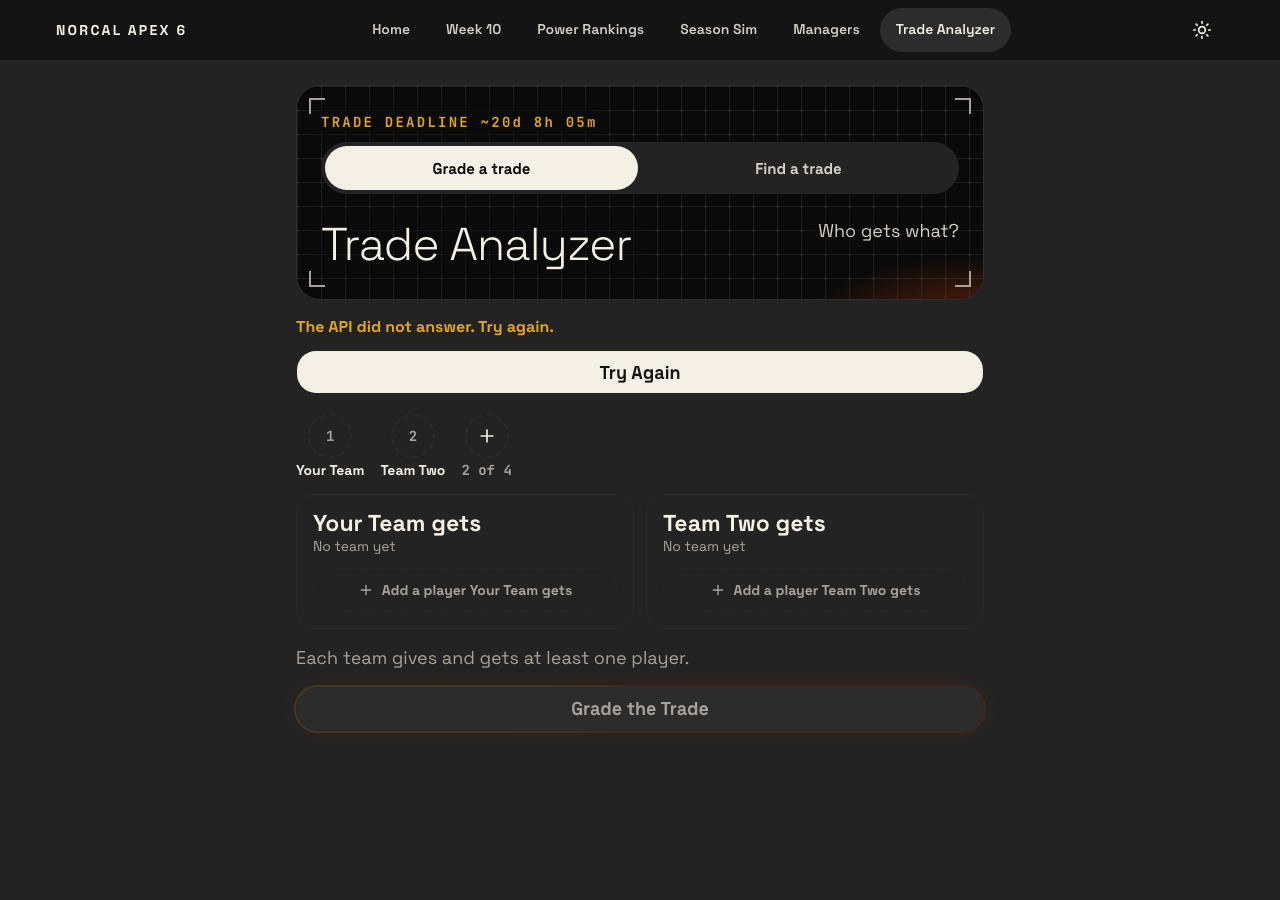 NORCAL APEX 6
Home
Week 10
Power Rankings
Season Sim
Managers
Trade Analyzer
TRADE DEADLINE ~20d 8h 05m
Grade a trade
Find a trade
Trade Analyzer
Who gets what?
The API did not answer. Try again.
Try Again
1
2
Your Team
Team Two
2 of 4
Your Team gets
No team yet
+ Add a player Your Team gets
Team Two gets
No team yet
+ Add a player Team Two gets
Each team gives and gets at least one player.
Grade the Trade